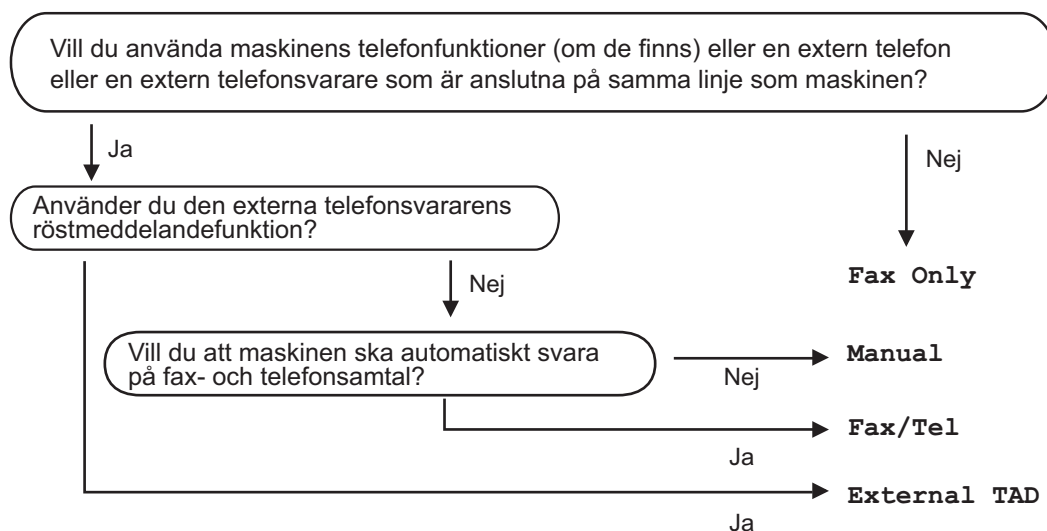 Vill du använda maskinens telefonfunktioner (om de finns) eller en extern telefon
eller en extern telefonsvarare som är anslutna på samma linje som maskinen?
Ja
Nej
Använder du den externa telefonsvararens
röstmeddelandefunktion?
Fax Only
Nej
Vill du att maskinen ska automatiskt svara
på fax- och telefonsamtal?
Nej
Manual
Ja
Fax/Tel
Ja
External TAD